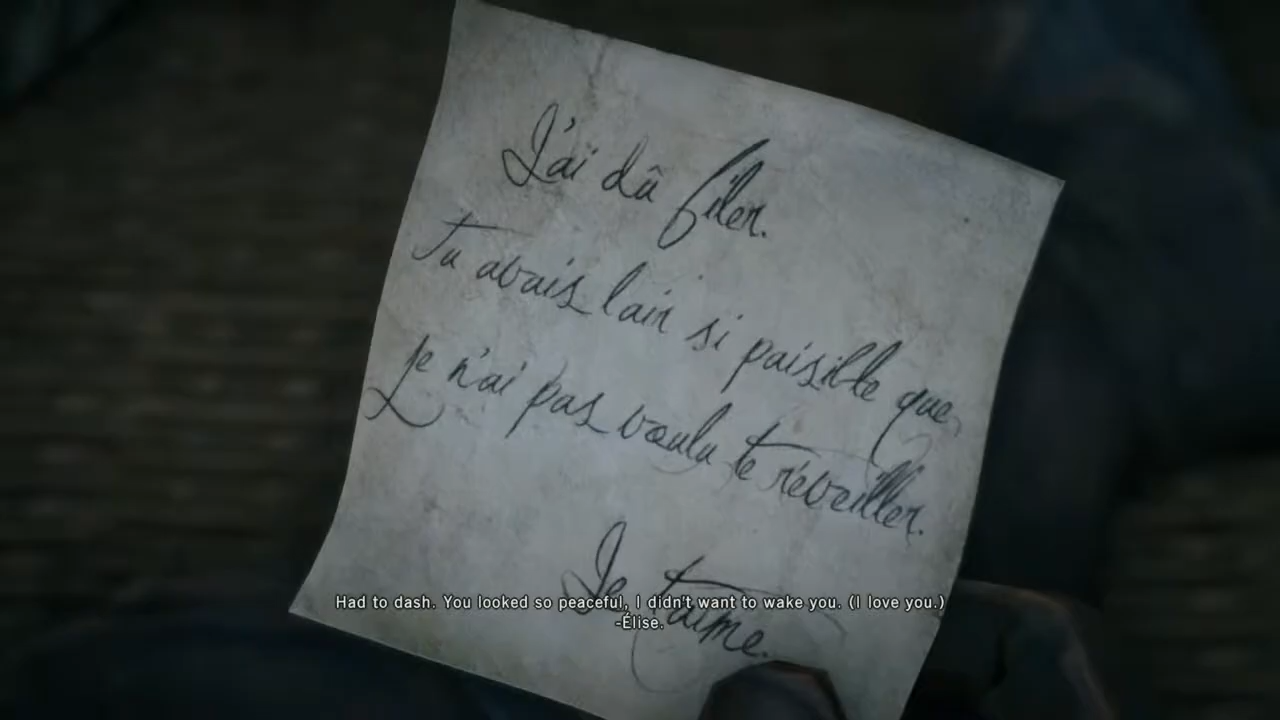 J'ai dû filer.
tu avais l'air si paisible que
je n'ai pas voulu te réveiller.
Je t'aime.
Had to dash. You looked so peaceful, I didn't want to wake you. (I love you.)
-Élise.